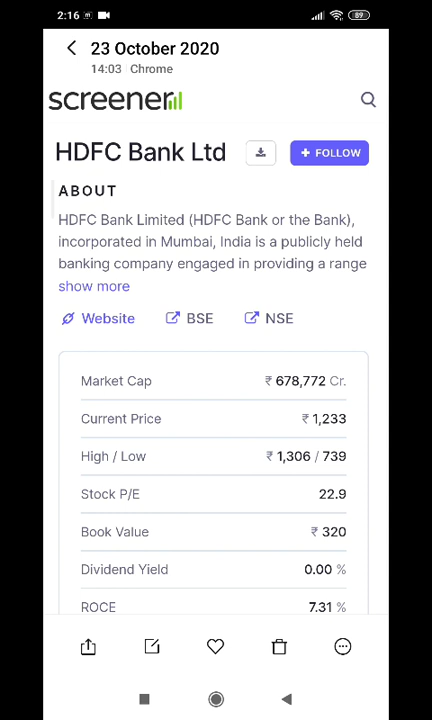 2:16 89
23 October 2020
14:03 Chrome
screener
HDFC Bank Ltd + FOLLOW
ABOUT
HDFC Bank Limited (HDFC Bank or the Bank),
incorporated in Mumbai, India is a publicly held
banking company engaged in providing a range
show more
Website BSE NSE
Market Cap ₹ 678,772 Cr.
Current Price ₹ 1,233
High / Low ₹ 1,306 / 739
Stock P/E 22.9
Book Value ₹ 320
Dividend Yield 0.00 %
ROCE 7.31 %